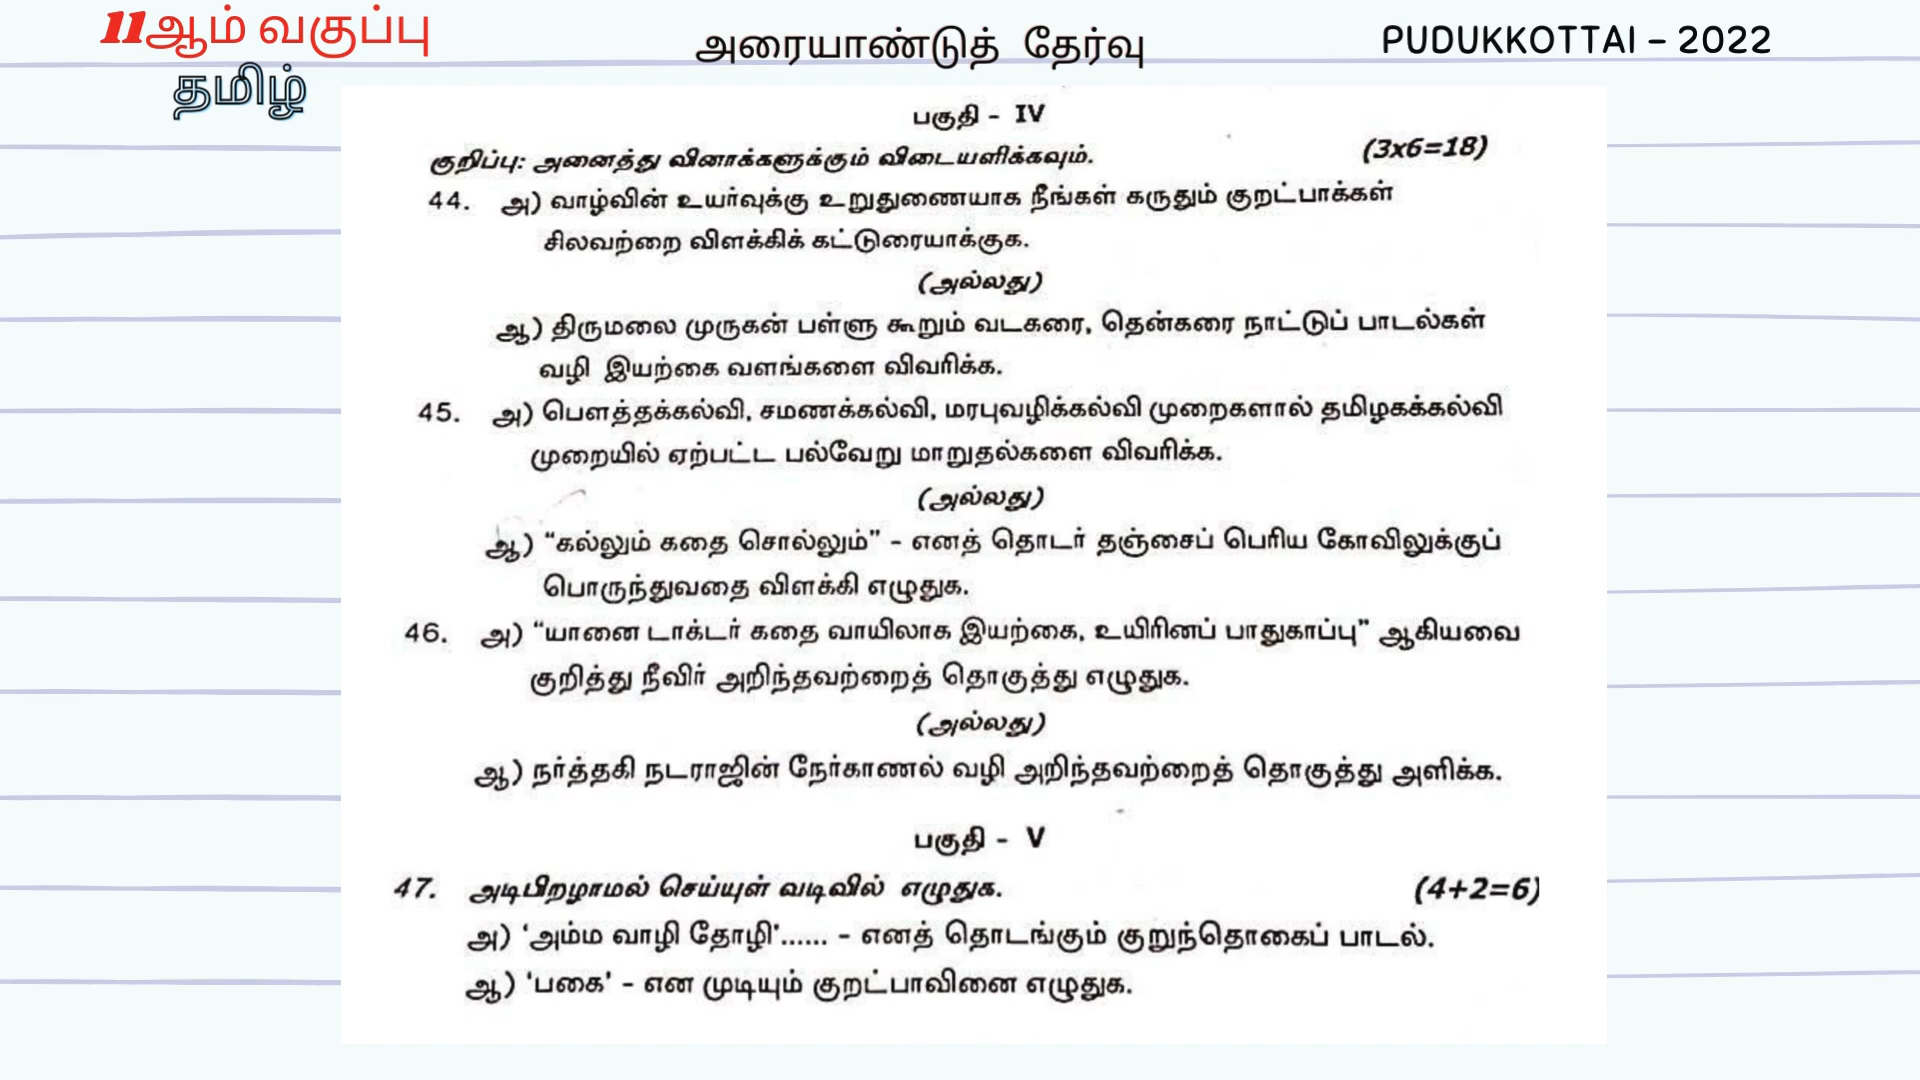 11ஆம் வகுப்பு
தமிழ்
அரையாண்டுத் தேர்வு
PUDUKKOTTAI – 2022
பகுதி - IV
குறிப்பு: அனைத்து வினாக்களுக்கும் விடையளிக்கவும். (3x6=18)
44. அ) வாழ்வின் உயர்வுக்கு உறுதுணையாக நீங்கள் கருதும் குறட்பாக்கள்
சிலவற்றை விளக்கிக் கட்டுரையாக்குக.
(அல்லது)
ஆ) திருமலை முருகன் பள்ளு கூறும் வடகரை, தென்கரை நாட்டுப் பாடல்கள்
வழி இயற்கை வளங்களை விவரிக்க.
45. அ) பௌத்தக்கல்வி, சமணக்கல்வி, மரபுவழிக்கல்வி முறைகளால் தமிழகக்கல்வி
முறையில் ஏற்பட்ட பல்வேறு மாறுதல்களை விவரிக்க.
(அல்லது)
ஆ) “கல்லும் கதை சொல்லும்” - எனத் தொடர் தஞ்சைப் பெரிய கோவிலுக்குப்
பொருந்துவதை விளக்கி எழுதுக.
46. அ) “யானை டாக்டர் கதை வாயிலாக இயற்கை, உயிரினப் பாதுகாப்பு” ஆகியவை
குறித்து நீவிர் அறிந்தவற்றைத் தொகுத்து எழுதுக.
(அல்லது)
ஆ) நர்த்தகி நடராஜின் நேர்காணல் வழி அறிந்தவற்றைத் தொகுத்து அளிக்க.
பகுதி - V
47. அடிபிறழாமல் செய்யுள் வடிவில் எழுதுக. (4+2=6)
அ) ‘அம்ம வாழி தோழி’...... - எனத் தொடங்கும் குறுந்தொகைப் பாடல்.
ஆ) ‘பகை’ - என முடியும் குறட்பாவினை எழுதுக.